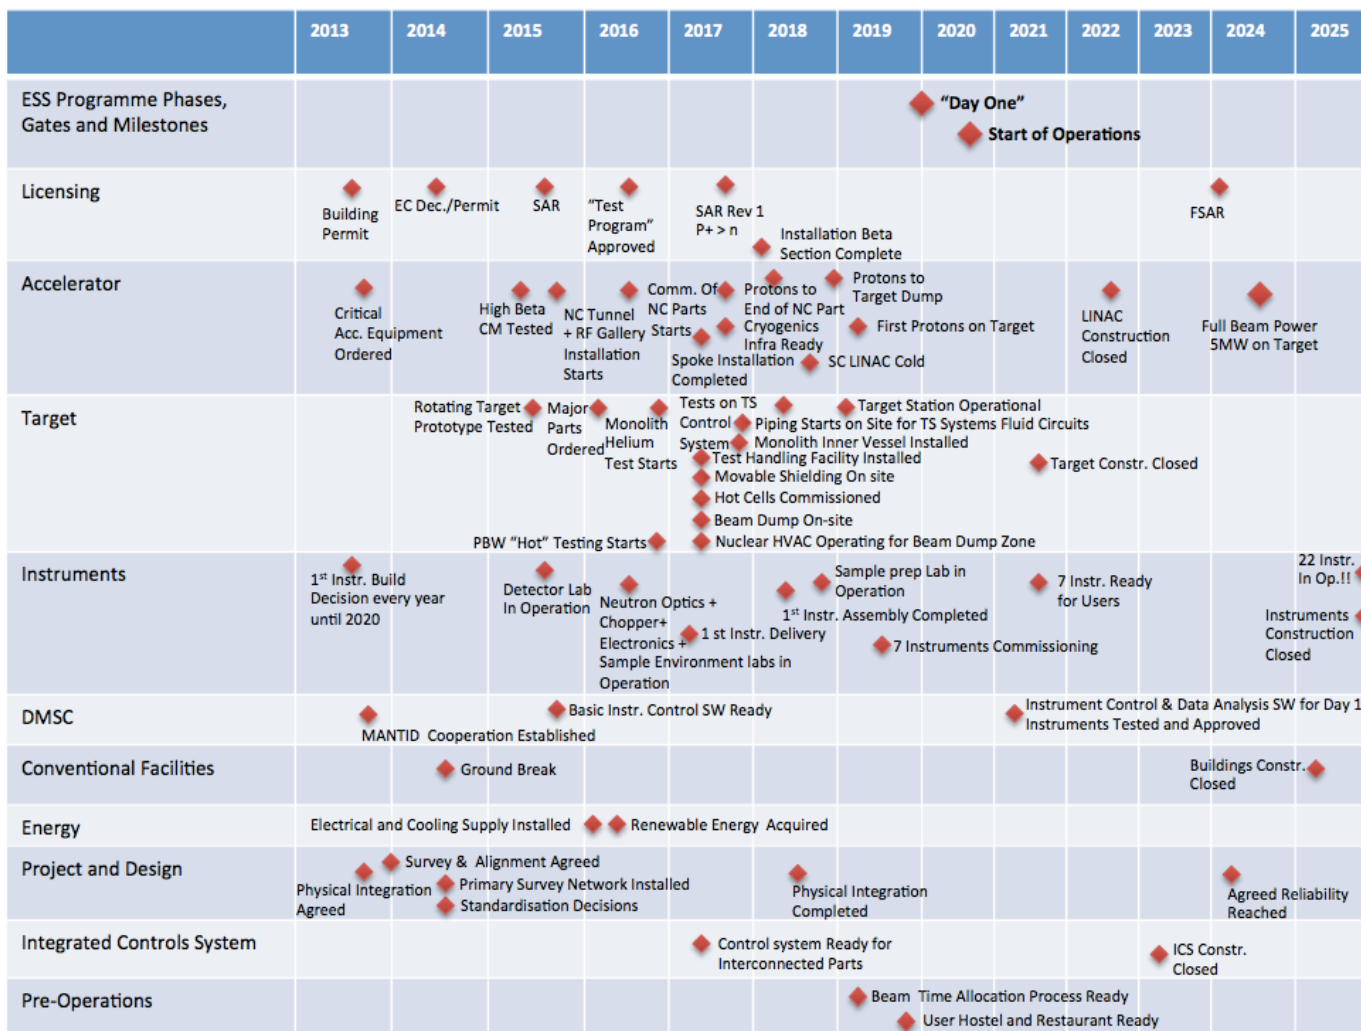 2013 2014 2015 2016 2017 2018 2019 2020 2021 2022 2023 2024 2025
ESS Programme Phases,
Gates and Milestones
“Day One”
Start of Operations
Licensing
Building
Permit
EC Dec./Permit
SAR
“Test
Program”
Approved
SAR Rev 1
P+ > n
Installation Beta
Section Complete
FSAR
Accelerator
Critical
Acc. Equipment
Ordered
High Beta
CM Tested
NC Tunnel
+ RF Gallery
Installation
Starts
Comm. Of
NC Parts
Starts
Protons to
End of NC Part
Cryogenics
Infra Ready
Spoke Installation
Completed
Protons to
Target Dump
First Protons on Target
SC LINAC Cold
LINAC
Construction
Closed
Full Beam Power
5MW on Target
Target
Rotating Target
Prototype Tested
Major
Parts
Ordered
Monolith
Helium
Test Starts
Tests on TS
Control
System
Target Station Operational
Piping Starts on Site for TS Systems Fluid Circuits
Monolith Inner Vessel Installed
Test Handling Facility Installed
Movable Shielding On site
Hot Cells Commissioned
Beam Dump On-site
PBW “Hot” Testing Starts
Nuclear HVAC Operating for Beam Dump Zone
Target Constr. Closed
Instruments
1st Instr. Build
Decision every year
until 2020
Detector Lab
In Operation
Neutron Optics +
Chopper+
Electronics +
Sample Environment labs in
Operation
1 st Instr. Delivery
Sample prep Lab in
Operation
1st Instr. Assembly Completed
7 Instruments Commissioning
7 Instr. Ready
for Users
22 Instr.
In Op.!!
Instruments
Construction
Closed
DMSC
MANTID Cooperation Established
Basic Instr. Control SW Ready
Instrument Control & Data Analysis SW for Day 1
Instruments Tested and Approved
Conventional Facilities
Ground Break
Buildings Constr.
Closed
Energy
Electrical and Cooling Supply Installed
Renewable Energy Acquired
Project and Design
Physical Integration
Agreed
Survey & Alignment Agreed
Primary Survey Network Installed
Standardisation Decisions
Physical Integration
Completed
Agreed Reliability
Reached
Integrated Controls System
Control system Ready for
Interconnected Parts
ICS Constr.
Closed
Pre-Operations
Beam Time Allocation Process Ready
User Hostel and Restaurant Ready